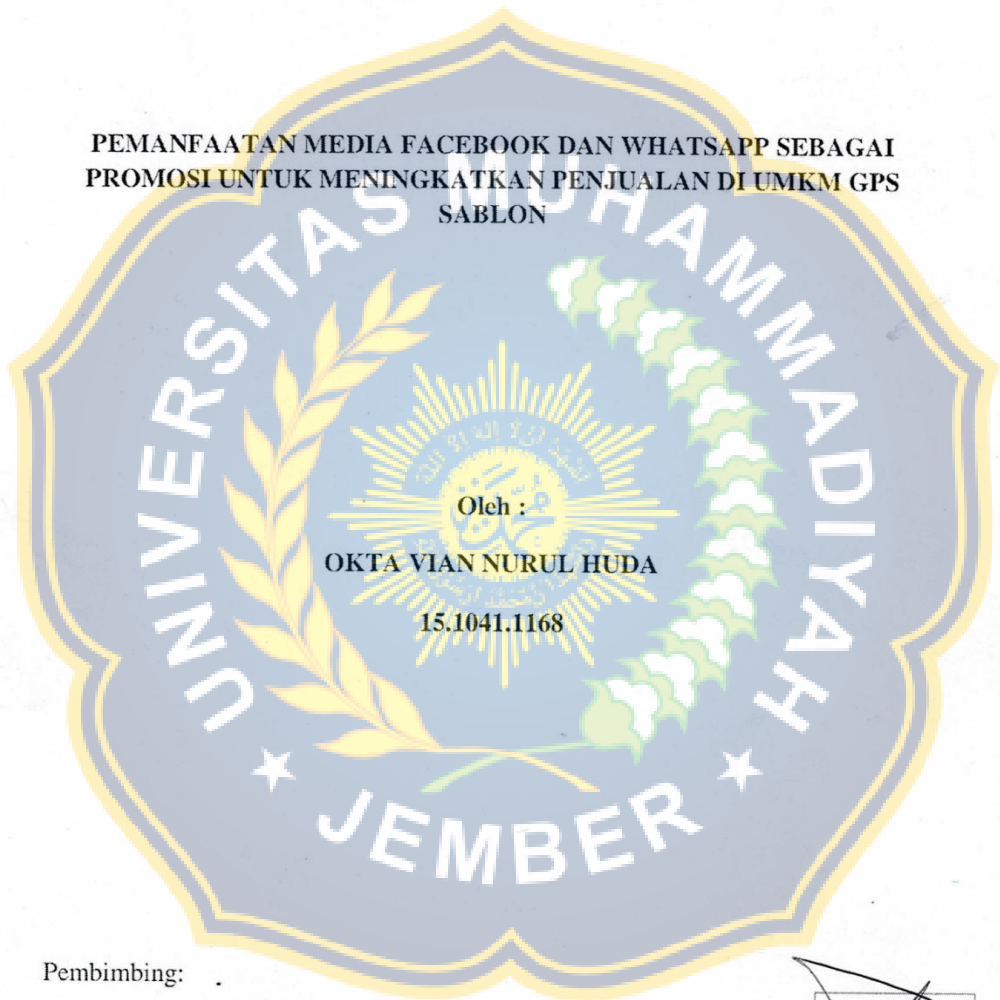 PEMANFAATAN MEDIA FACEBOOK DAN WHATSAPP SEBAGAI
PROMOSI UNTUK MENINGKATKAN PENJUALAN DI UMKM GPS
SABLON
UNIVERSITAS MUHAMMADIYAH
JEMBER
Oleh :
OKTA VIAN NURUL HUDA
15.1041.1168
Pembimbing: